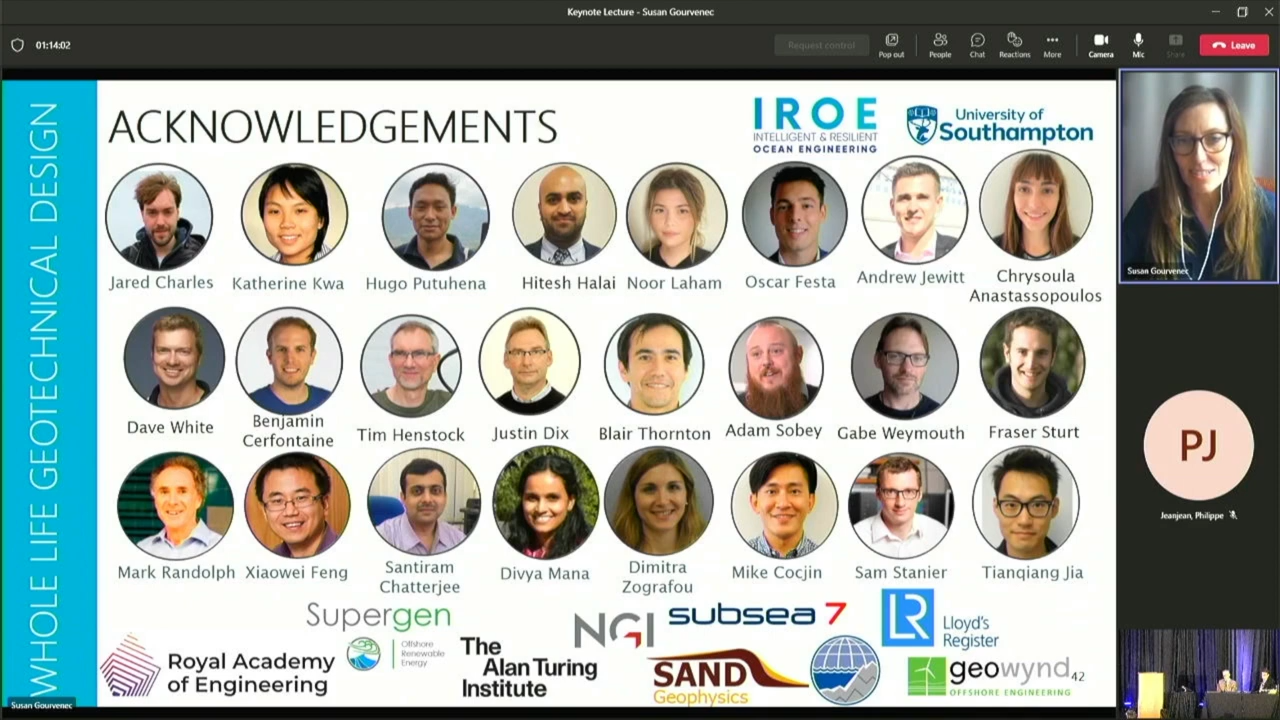 Keynote Lecture - Susan Gourvenec
01:14:02
Request control
Pop out
People
Chat
Reactions
More
Camera
Mic
Share
Leave
WHOLE LIFE GEOTECHNICAL DESIGN
ACKNOWLEDGEMENTS
IROE
INTELLIGENT & RESILIENT
OCEAN ENGINEERING
University of
Southampton
Jared Charles
Katherine Kwa
Hugo Putuhena
Hitesh Halai
Noor Laham
Oscar Festa
Andrew Jewitt
Chrysoula
Anastassopoulos
Dave White
Benjamin
Cerfontaine
Tim Henstock
Justin Dix
Blair Thornton
Adam Sobey
Gabe Weymouth
Fraser Sturt
Mark Randolph
Xiaowei Feng
Santiram
Chatterjee
Divya Mana
Dimitra
Zografou
Mike Cocjin
Sam Stanier
Tianqiang Jia
Supergen
Offshore
Renewable
Energy
Royal Academy
of Engineering
The
Alan Turing
Institute
NGI
subsea 7
SAND
Geophysics
LR
Lloyd's
Register
geowynd
OFFSHORE ENGINEERING
42
Susan Gourvenec
Susan Gourvenec
PJ
Jeanjean, Philippe